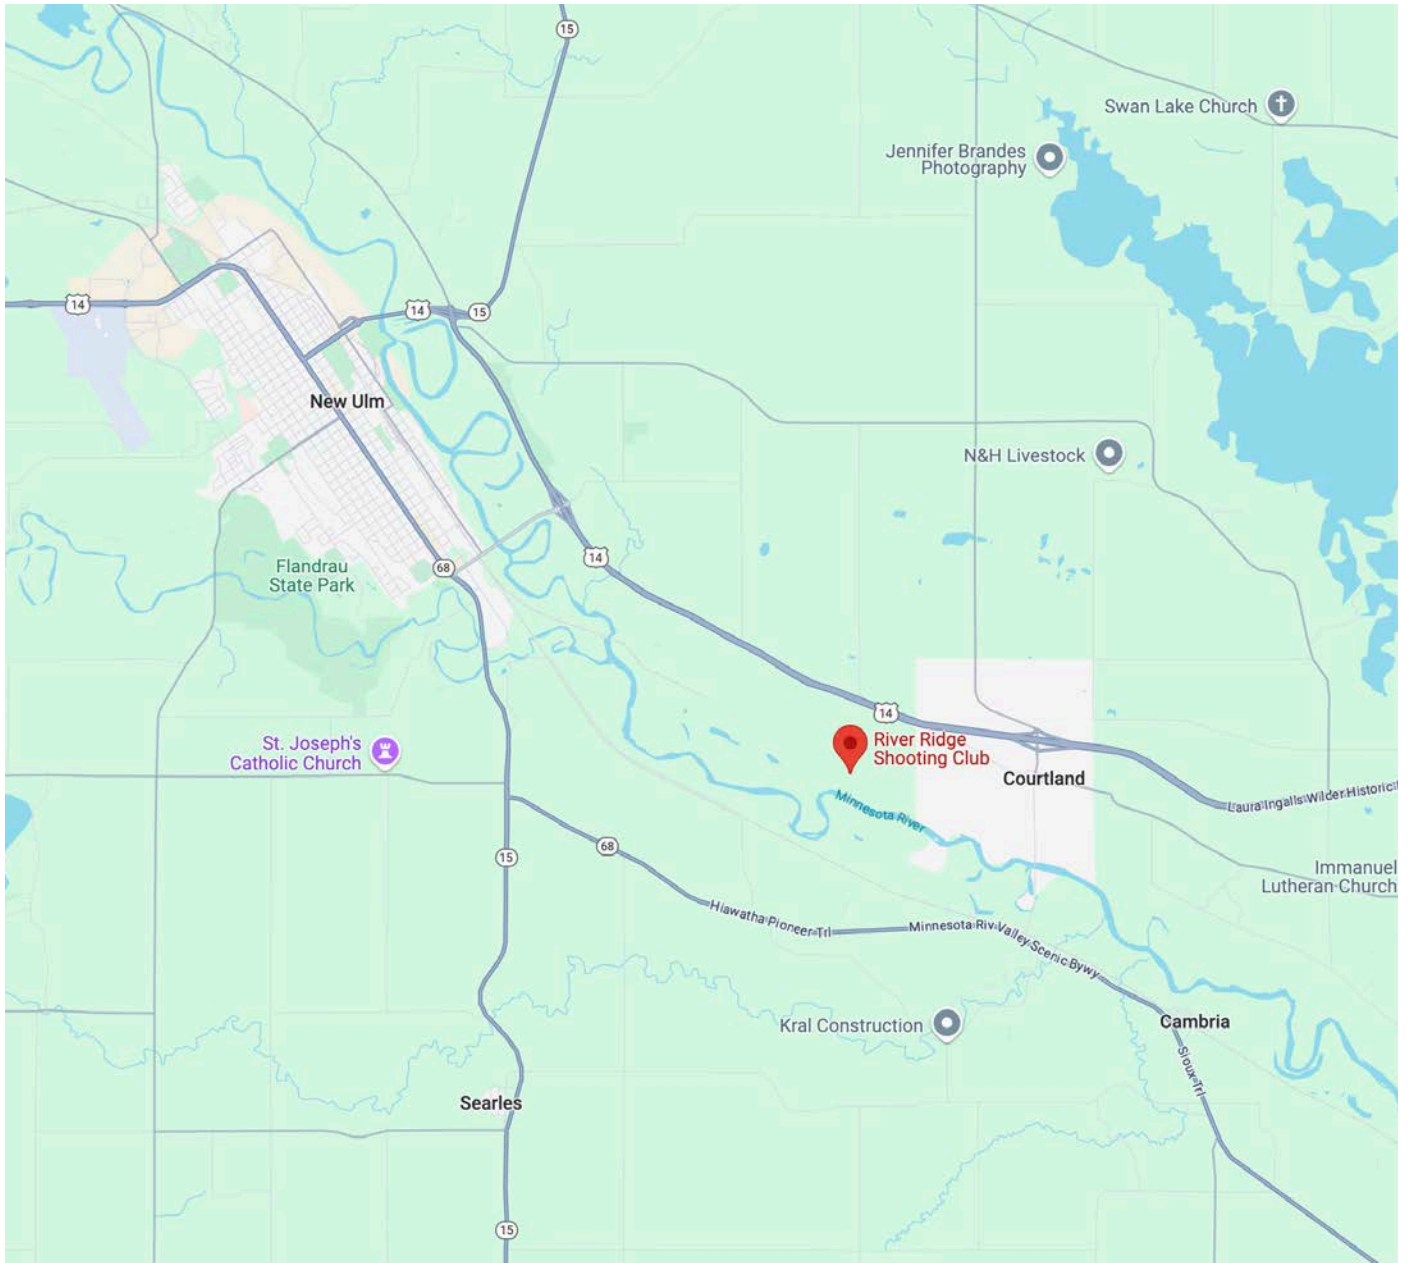 15
Swan Lake Church
Jennifer Brandes
Photography
14
14
15
New Ulm
N&H Livestock
14
Flandrau
State Park
68
14
River Ridge
Shooting Club
St. Joseph's
Catholic Church
Courtland
Minnesota River
Laura Ingalls Wilder Historic
68
15
Immanuel
Lutheran Church
Hiawatha Pioneer Trl
Minnesota Riv Valley Scenic Bywy
Kral Construction
Cambria
Sioux Trl
Searles
15